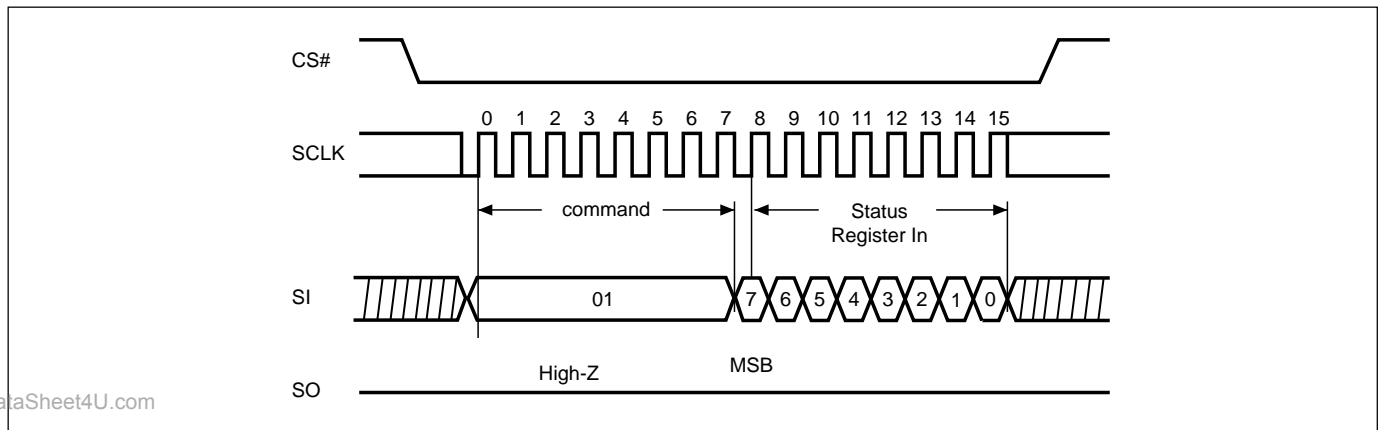 CS#
0 1 2 3 4 5 6 7 8 9 10 11 12 13 14 15
SCLK
command
Status
Register In
SI
01
7 6 5 4 3 2 1 0
MSB
High-Z
SO
ataSheet4U.com